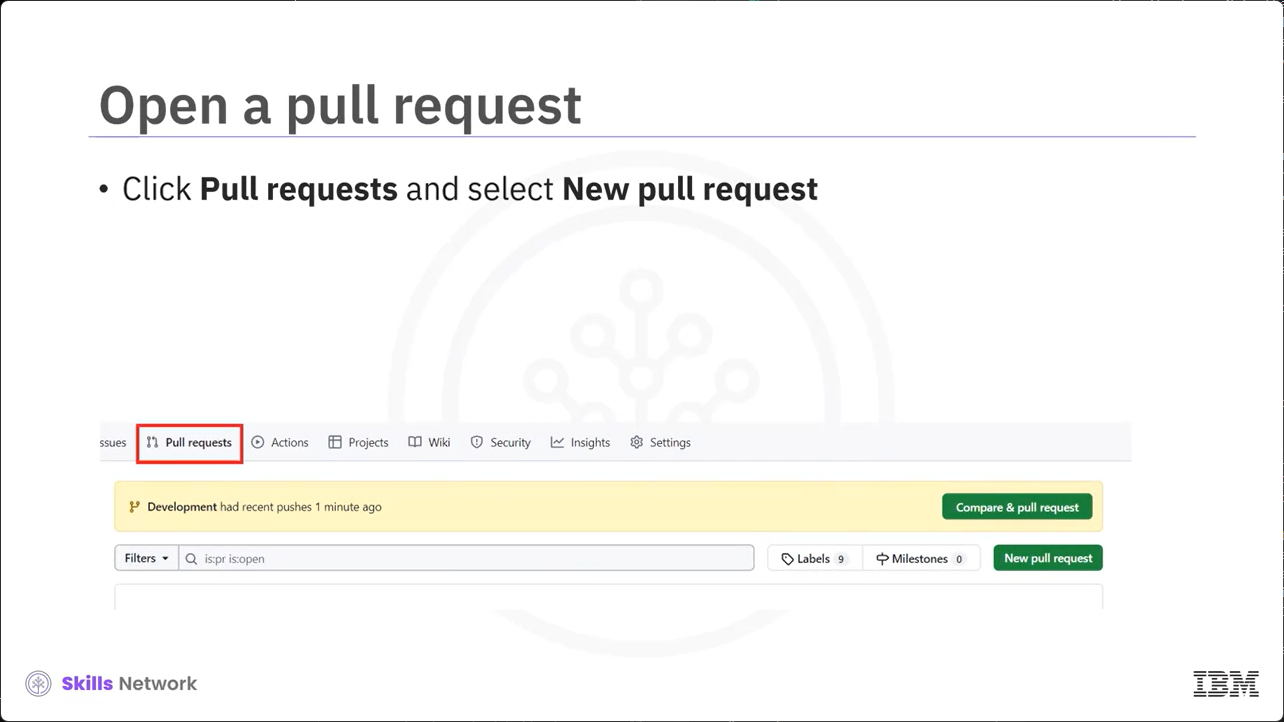 Open a pull request
• Click Pull requests and select New pull request
ssues Pull requests Actions Projects Wiki Security Insights Settings
Development had recent pushes 1 minute ago Compare & pull request
Filters is:pr is:open Labels 9 Milestones 0 New pull request
Skills Network IBM